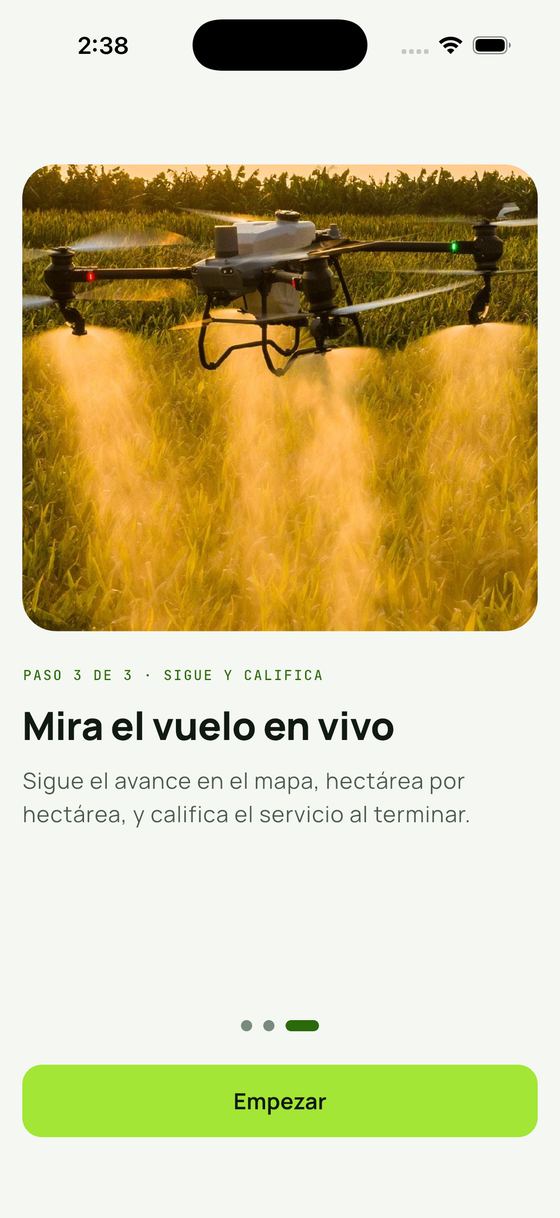 2:38
PASO 3 DE 3 · SIGUE Y CALIFICA
Mira el vuelo en vivo
Sigue el avance en el mapa, hectárea por
hectárea, y califica el servicio al terminar.
Empezar